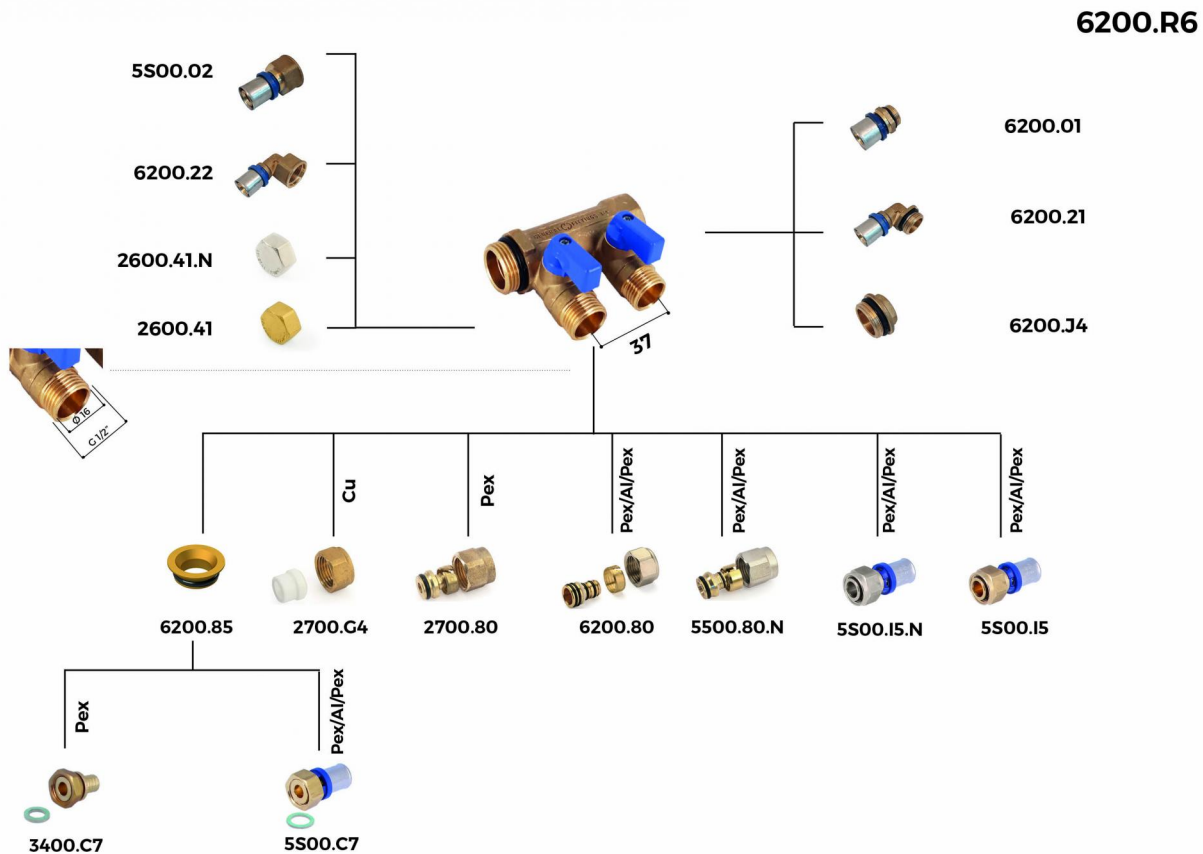 6200.R6
5S00.02
6200.22
2600.41.N
2600.41
6200.01
6200.21
6200.J4
37
Ø 16
G 1/2"
Cu
Pex
Pex/Al/Pex
Pex/Al/Pex
Pex/Al/Pex
Pex/Al/Pex
6200.85
2700.G4
2700.80
6200.80
5500.80.N
5S00.I5.N
5S00.I5
Pex
Pex/Al/Pex
3400.C7
5S00.C7